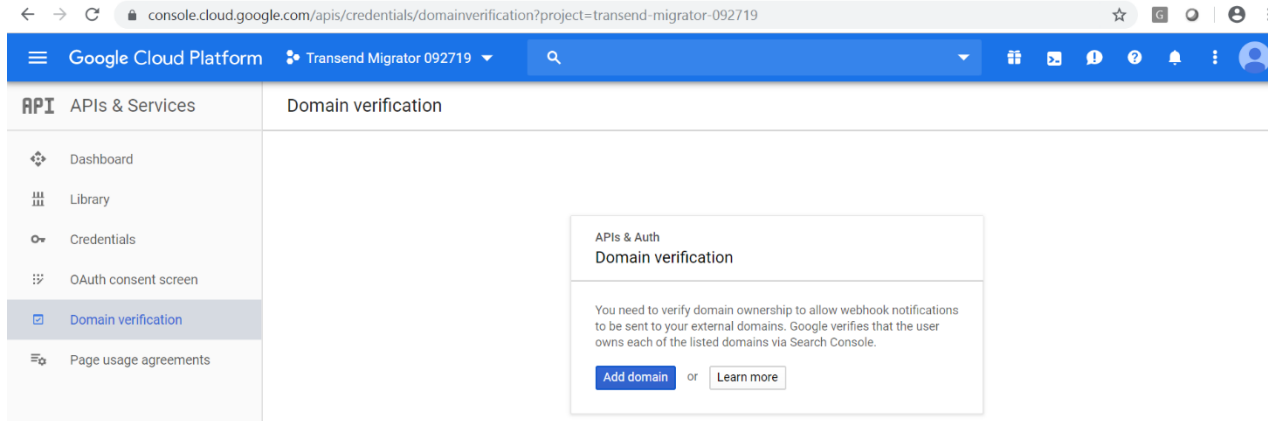 console.cloud.google.com/apis/credentials/domainverification?project=transend-migrator-092719
G
Google Cloud Platform
Transend Migrator 092719
API APIs & Services
Domain verification
Dashboard
Library
Credentials
OAuth consent screen
Domain verification
Page usage agreements
APIs & Auth
Domain verification
You need to verify domain ownership to allow webhook notifications
to be sent to your external domains. Google verifies that the user
owns each of the listed domains via Search Console.
Add domain or Learn more